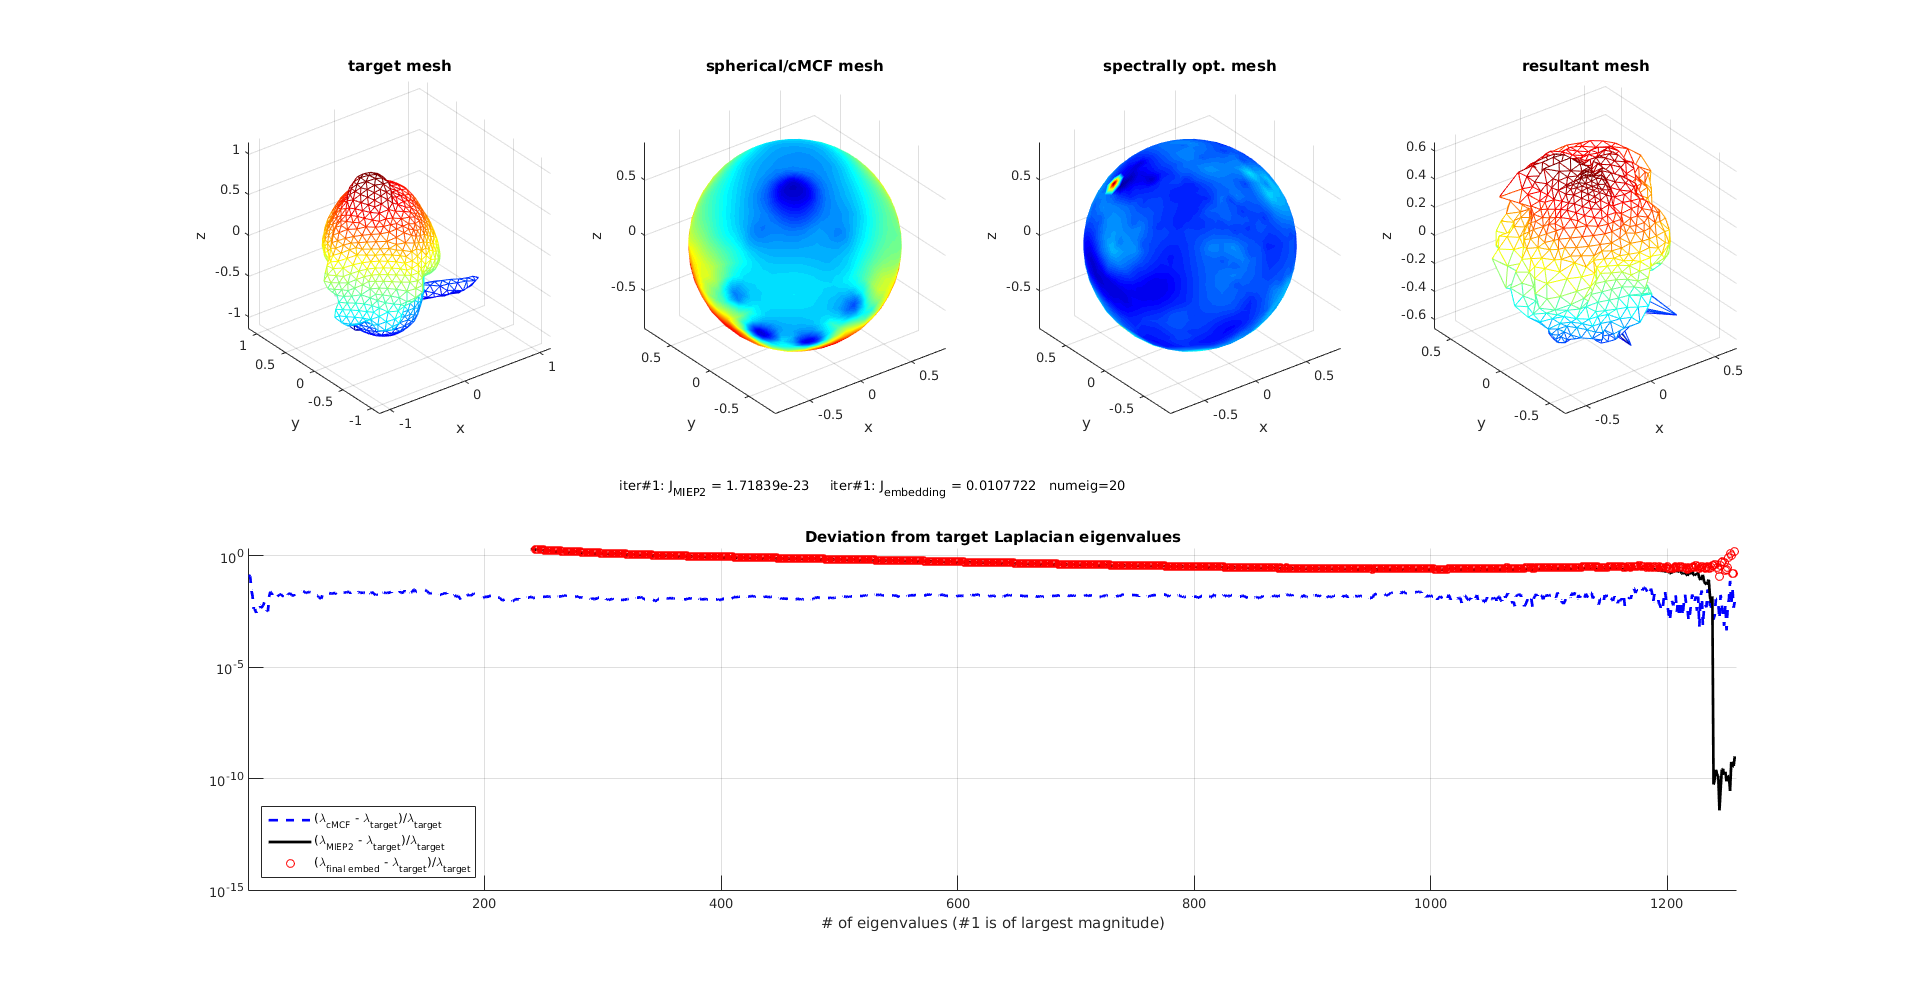 target mesh
spherical/cMCF mesh
spectrally opt. mesh
resultant mesh
1
0.5
0
-0.5
-1
z
1
0.5
0
-0.5
-1
y
-1
0
1
x
0.5
0
-0.5
z
0.5
0
-0.5
y
-0.5
0
0.5
x
0.5
0
-0.5
z
0.5
0
-0.5
y
-0.5
0
0.5
x
0.6
0.4
0.2
0
-0.2
-0.4
-0.6
z
0.5
0
-0.5
y
-0.5
0
0.5
x
iter#1: J_MIEP2 = 1.71839e-23 iter#1: J_embedding = 0.0107722 numeig=20
Deviation from target Laplacian eigenvalues
10^0
10^-5
10^-10
10^-15
(λ_cMCF - λ_target)/λ_target
(λ_MIEP2 - λ_target)/λ_target
(λ_final embed - λ_target)/λ_target
200 400 600 800 1000 1200
# of eigenvalues (#1 is of largest magnitude)